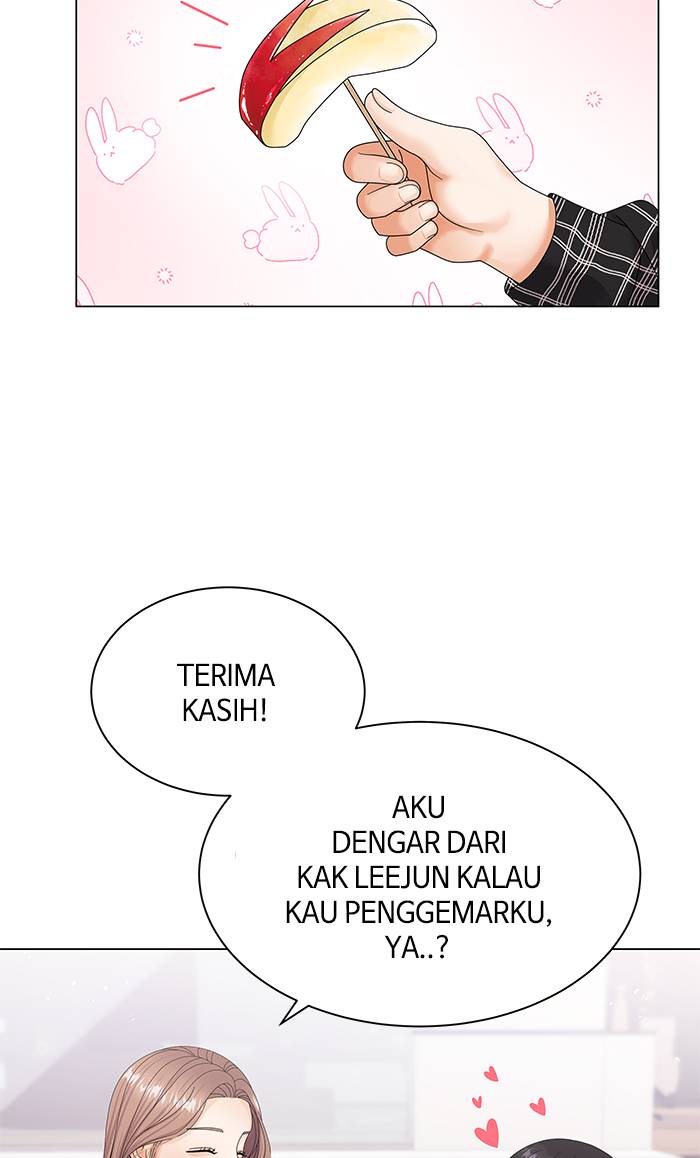 TERIMA
KASIH!
AKU
DENGAR DARI
KAK LEEJUN KALAU
KAU PENGGEMARKU,
YA..?